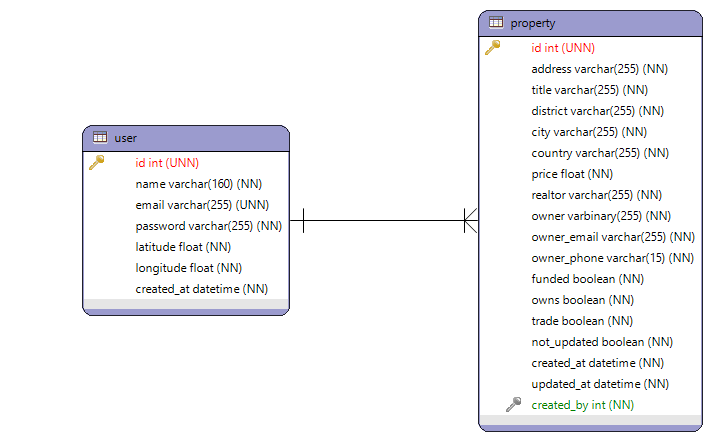 user
id int (UNN)
name varchar(160) (NN)
email varchar(255) (UNN)
password varchar(255) (NN)
latitude float (NN)
longitude float (NN)
created_at datetime (NN)
property
id int (UNN)
address varchar(255) (NN)
title varchar(255) (NN)
district varchar(255) (NN)
city varchar(255) (NN)
country varchar(255) (NN)
price float (NN)
realtor varchar(255) (NN)
owner varbinary(255) (NN)
owner_email varchar(255) (NN)
owner_phone varchar(15) (NN)
funded boolean (NN)
owns boolean (NN)
trade boolean (NN)
not_updated boolean (NN)
created_at datetime (NN)
updated_at datetime (NN)
created_by int (NN)